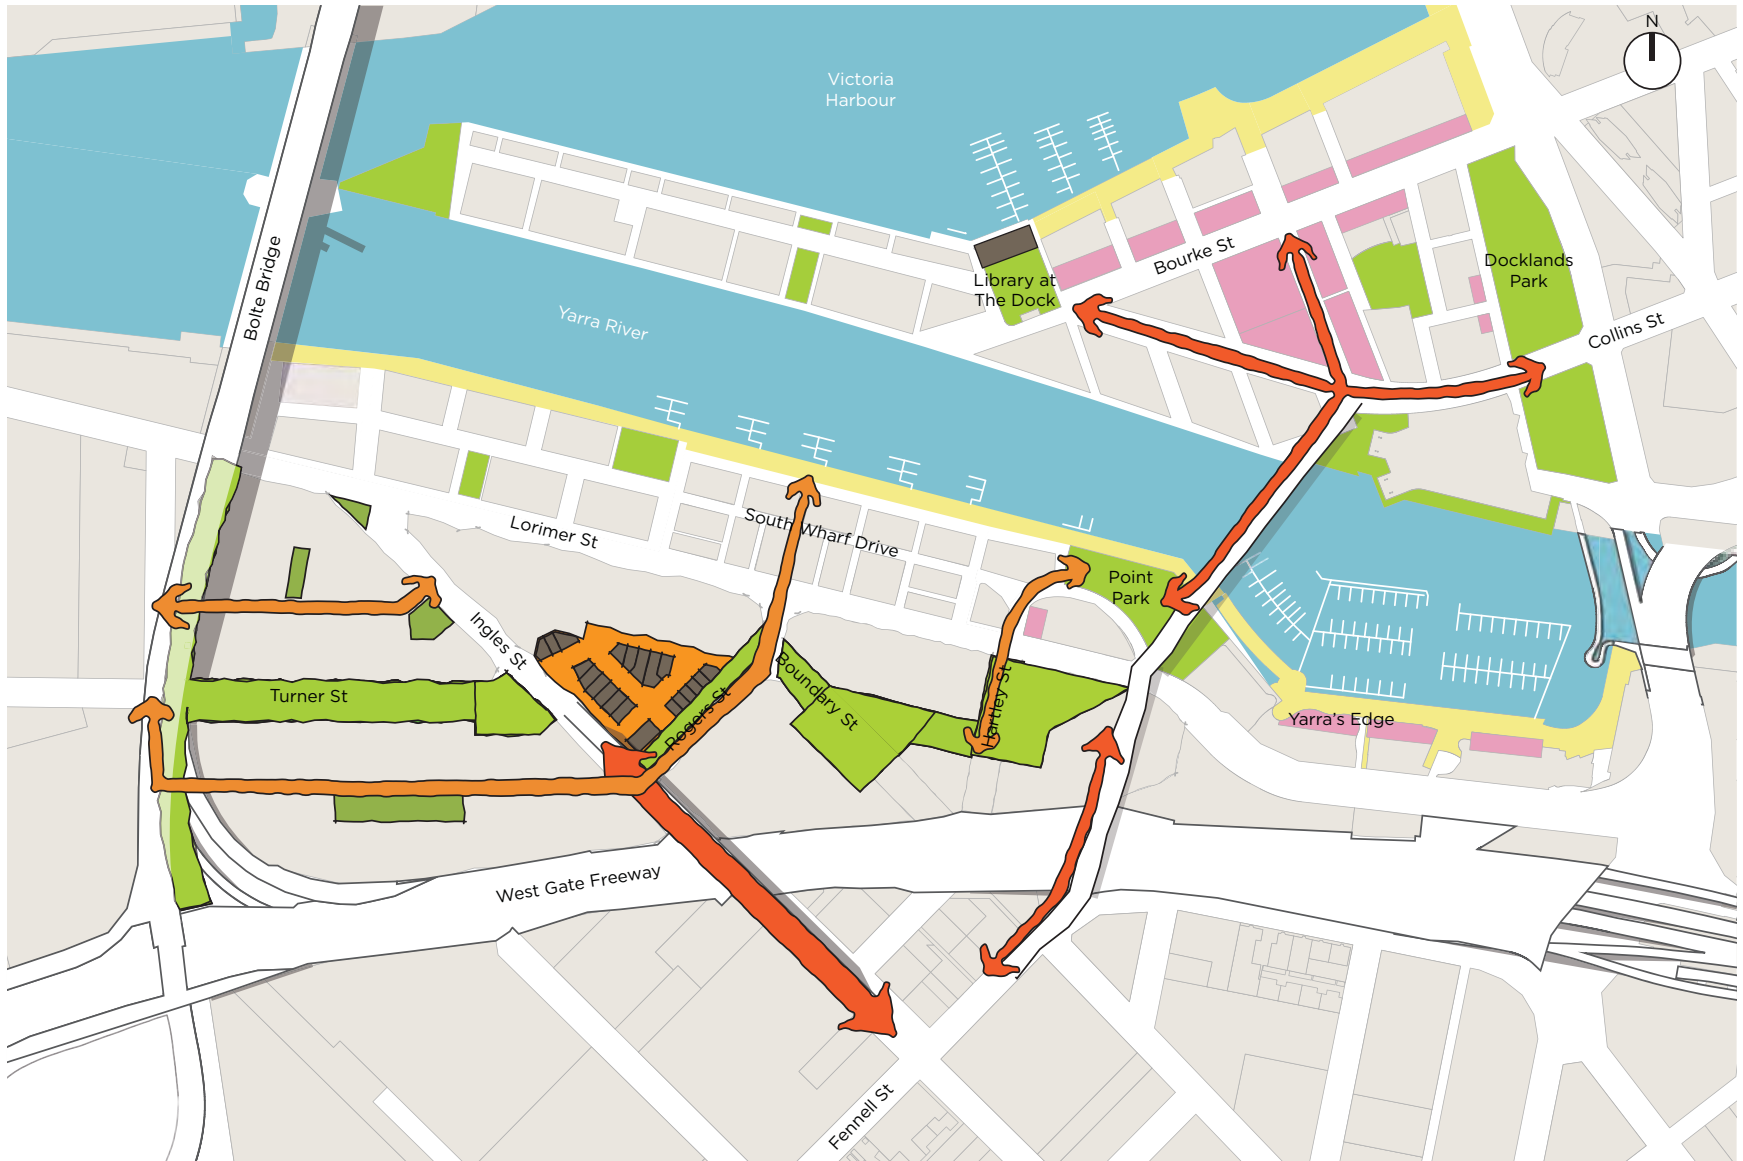 N
Victoria
Harbour
Bolte Bridge
Bourke St
Docklands
Park
Library at
The Dock
Yarra River
Collins St
Lorimer St
South Wharf Drive
Point
Park
Ingles St
Turner St
Rogers St
Boundary St
Hartley St
Yarra's Edge
West Gate Freeway
Fennell St